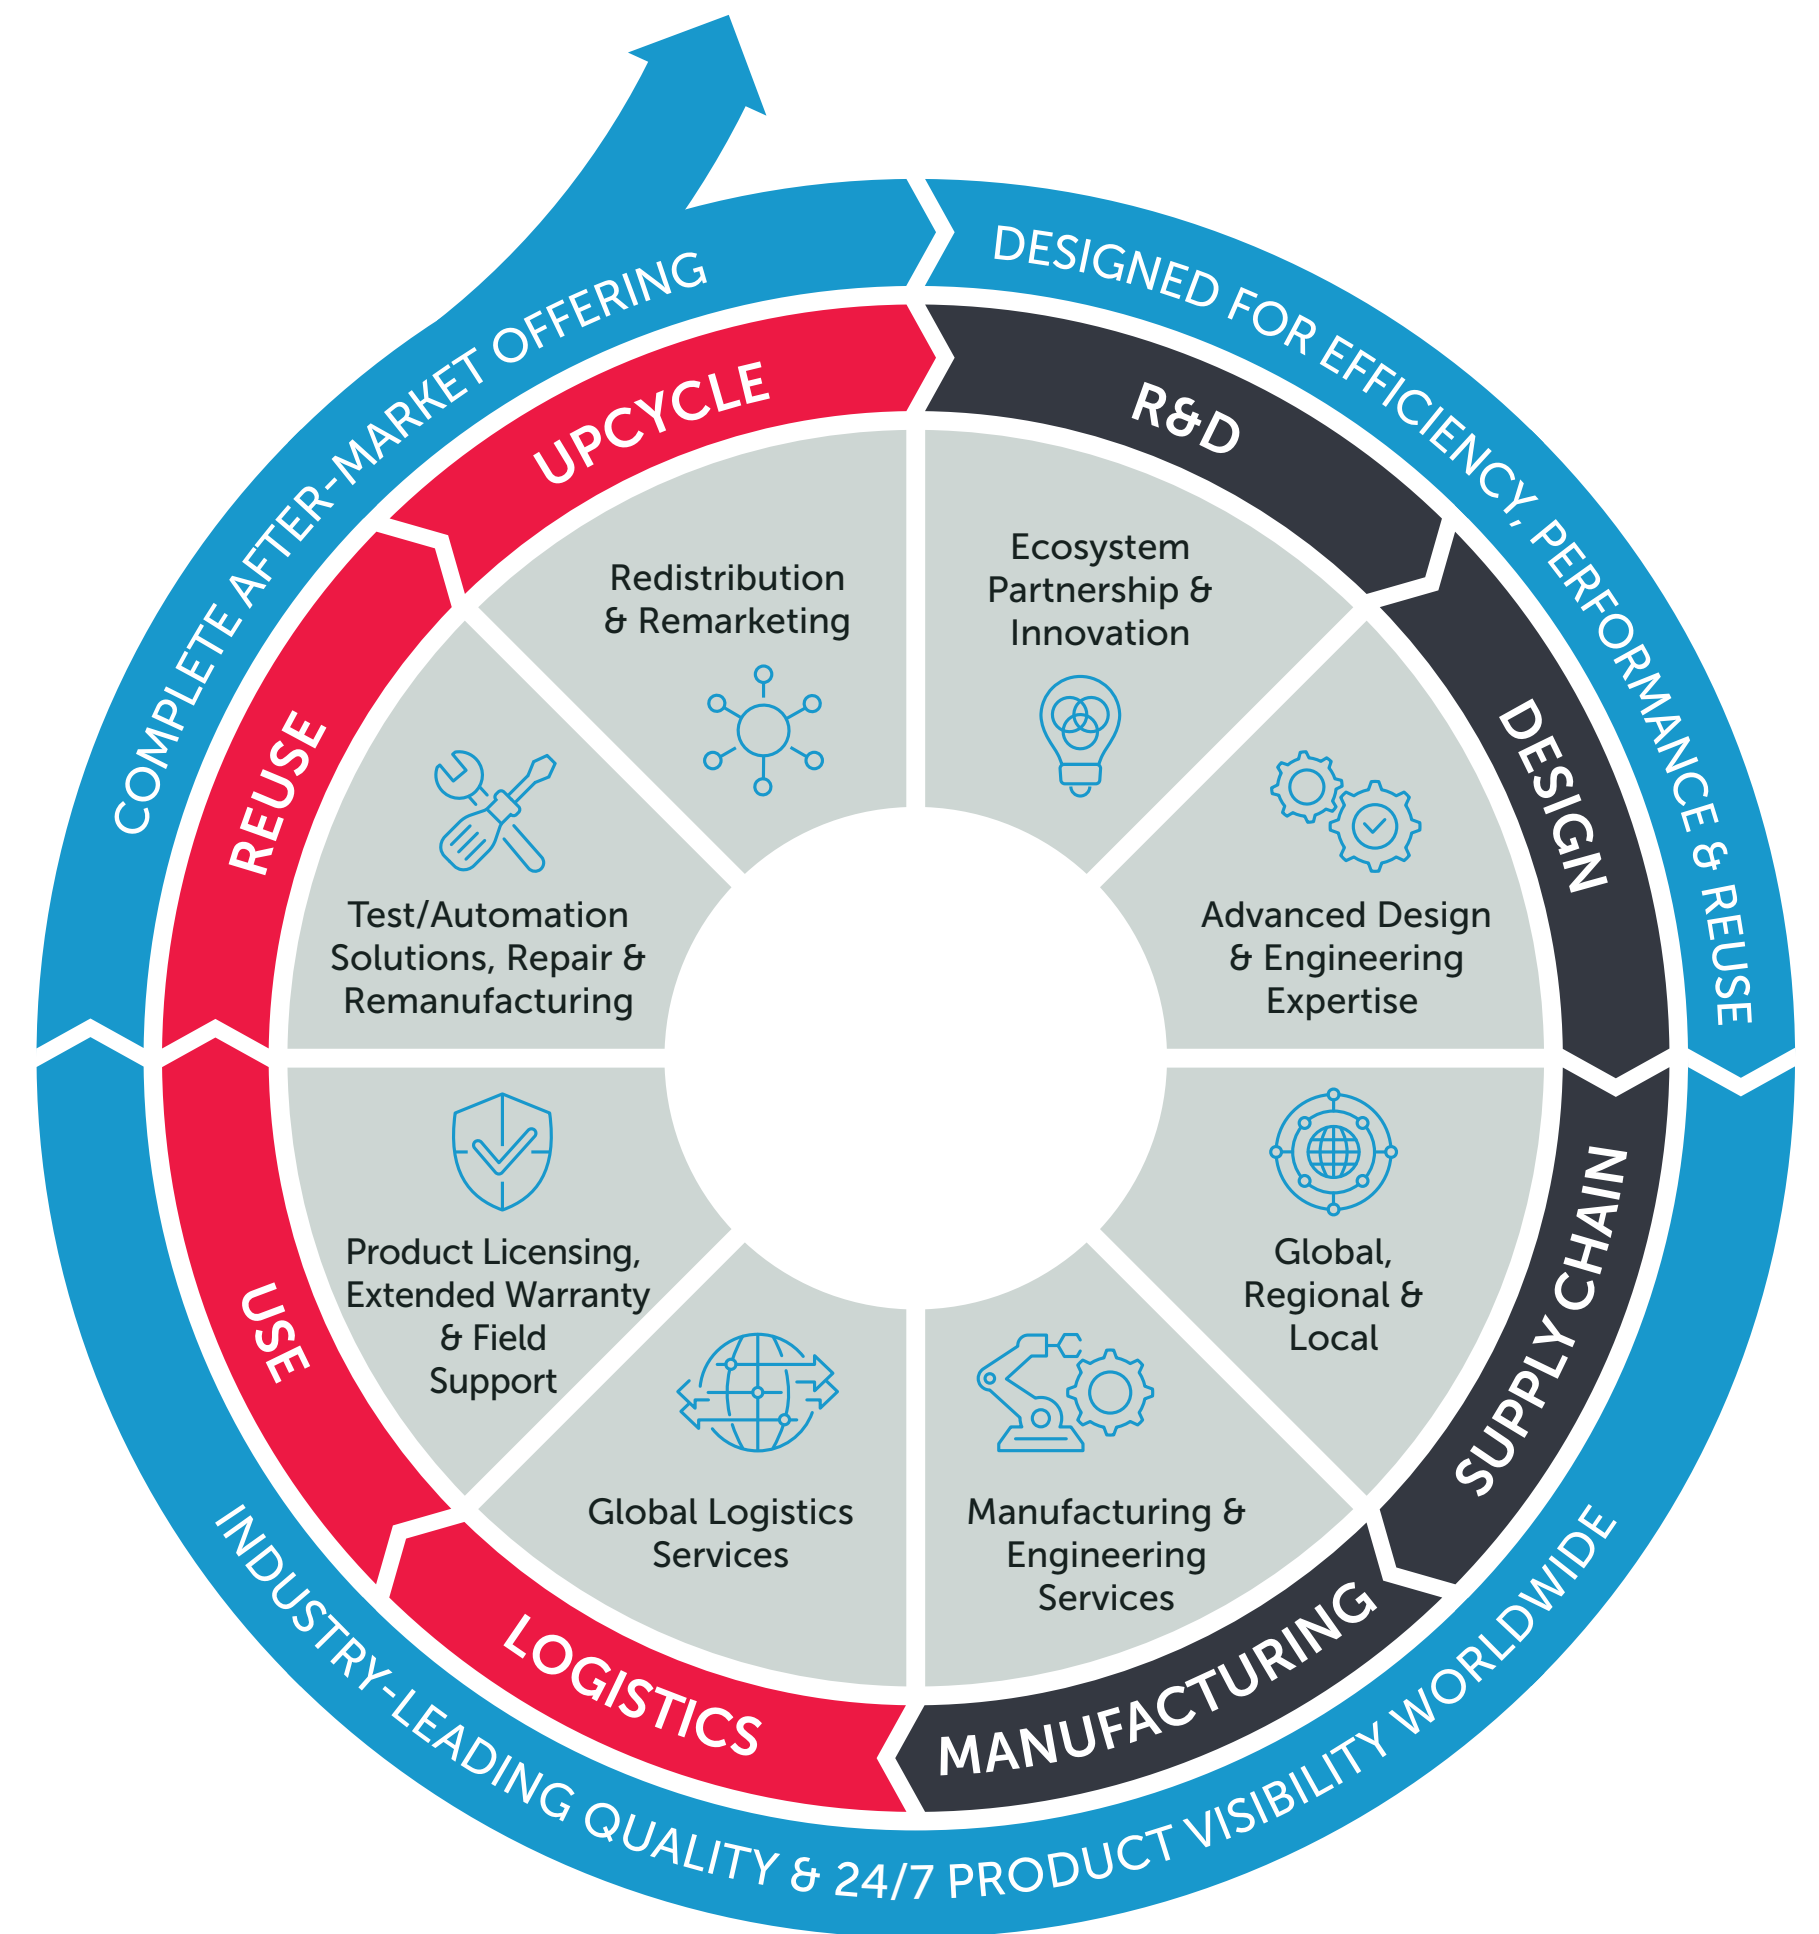 DESIGNED FOR EFFICIENCY, PERFORMANCE & REUSE
INDUSTRY-LEADING QUALITY & 24/7 PRODUCT VISIBILITY WORLDWIDE
COMPLETE AFTER-MARKET OFFERING
R&D
Ecosystem
Partnership &
Innovation
DESIGN
Advanced Design
& Engineering
Expertise
SUPPLY CHAIN
Global,
Regional &
Local
MANUFACTURING
Manufacturing &
Engineering
Services
LOGISTICS
Global Logistics
Services
USE
Product Licensing,
Extended Warranty
& Field
Support
REUSE
Test/Automation
Solutions, Repair &
Remanufacturing
UPCYCLE
Redistribution
& Remarketing